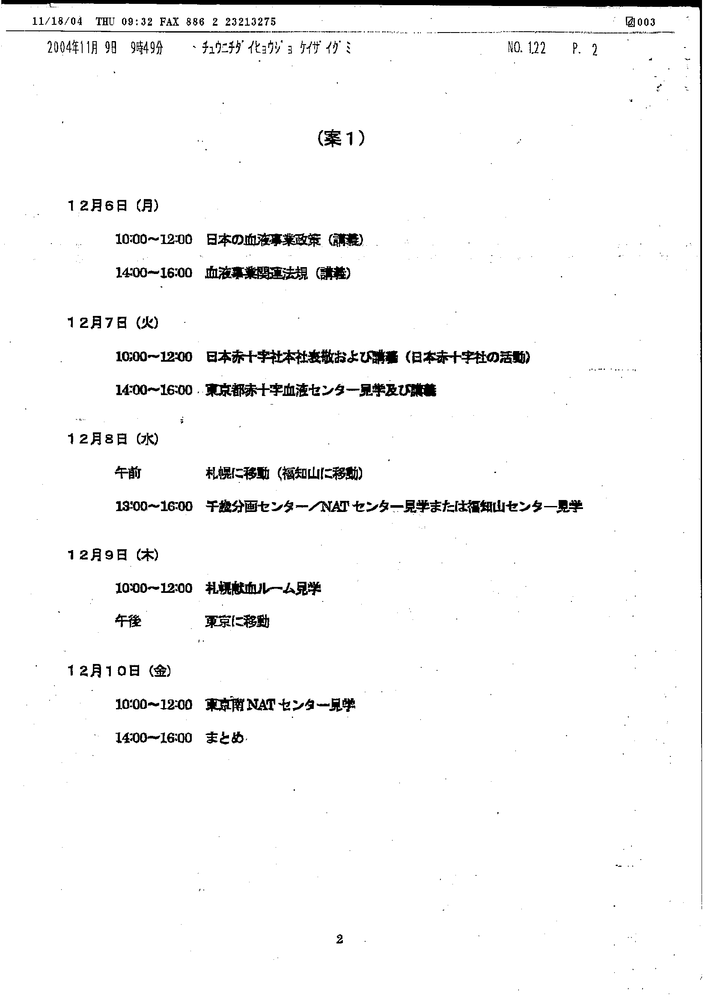 11/18/04 THU 09:32 FAX 886 2 23213275 003
2004年11月 9日 9時49分 ﾁｭｳﾆﾁﾀﾞｲﾋｮｳｼﾞｮ ｹｲｻﾞｲｸﾞﾐ NO. 122 P. 2
(案1)
12月6日(月)
10:00~12:00 日本の血液事業政策(講義)
14:00~16:00 血液事業関連法規(講義)
12月7日(火)
10:00~12:00 日本赤十字社本社表敬および講義(日本赤十字社の活動)
14:00~16:00 東京都赤十字血液センター見学及び講義
12月8日(水)
午前 札幌に移動(福知山に移動)
13:00~16:00 千歳分画センター/NATセンター見学または福知山センター見学
12月9日(木)
10:00~12:00 札幌献血ルーム見学
午後 東京に移動
12月10日(金)
10:00~12:00 東京南NATセンター見学
14:00~16:00 まとめ
2